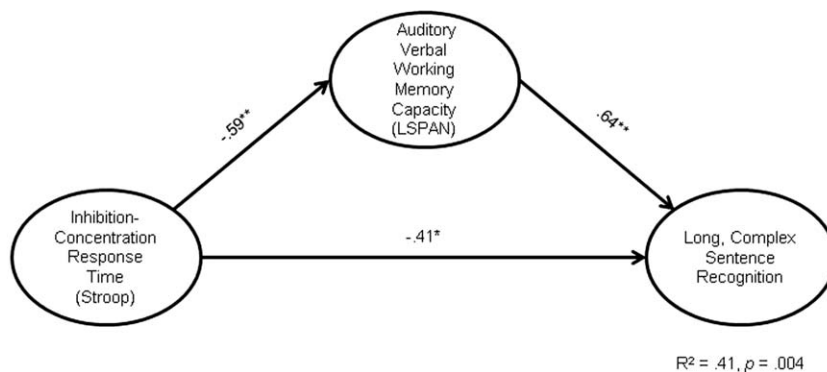 Auditory
Verbal
Working
Memory
Capacity
(LSPAN)
-.59**
.64**
Inhibition-
Concentration
Response
Time
(Stroop)
-.41*
Long, Complex
Sentence
Recognition
R² = .41, p = .004